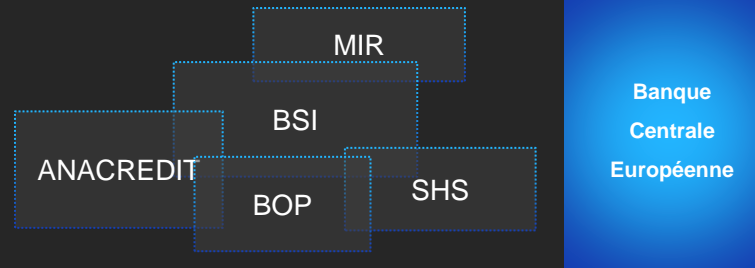 MIR
BSI
ANACREDIT
BOP
SHS
Banque
Centrale
Européenne